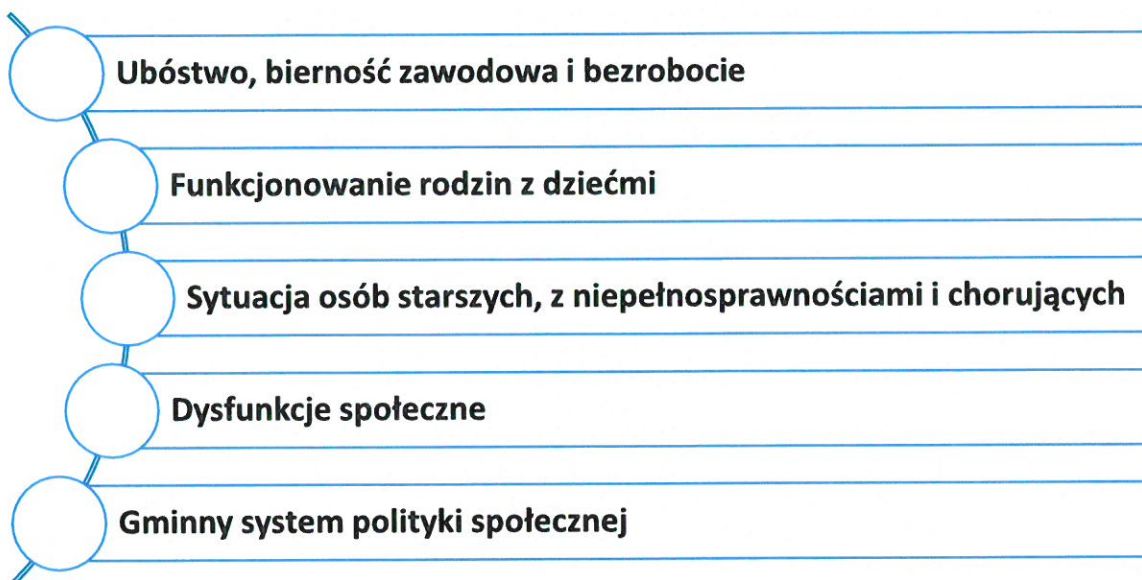 Ubóstwo, bierność zawodowa i bezrobocie
Funkcjonowanie rodzin z dziećmi
Sytuacja osób starszych, z niepełnosprawnościami i chorujących
Dysfunkcje społeczne
Gminny system polityki społecznej